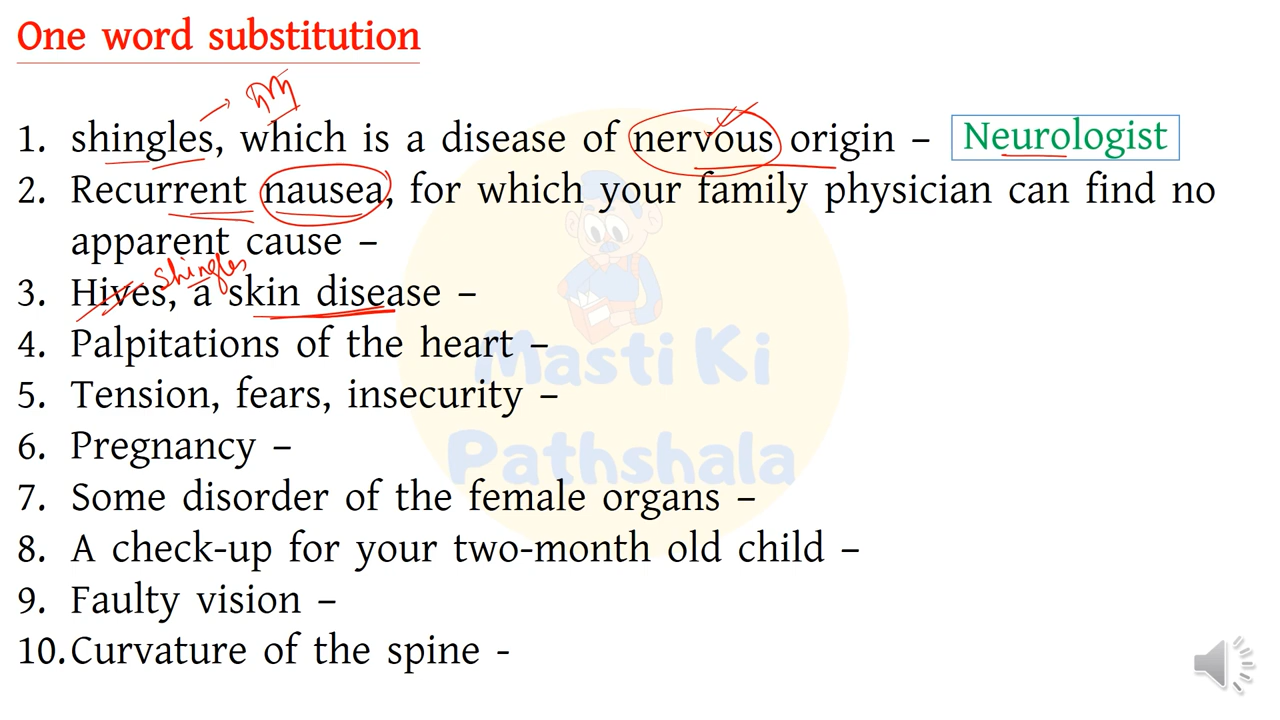 One word substitution
1. shingles, which is a disease of nervous origin – Neurologist
2. Recurrent nausea, for which your family physician can find no
apparent cause –
shingles
3. Hives, a skin disease –
4. Palpitations of the heart –
5. Tension, fears, insecurity –
6. Pregnancy –
7. Some disorder of the female organs –
8. A check-up for your two-month old child –
9. Faulty vision –
10. Curvature of the spine -
Masti Ki
Pathshala